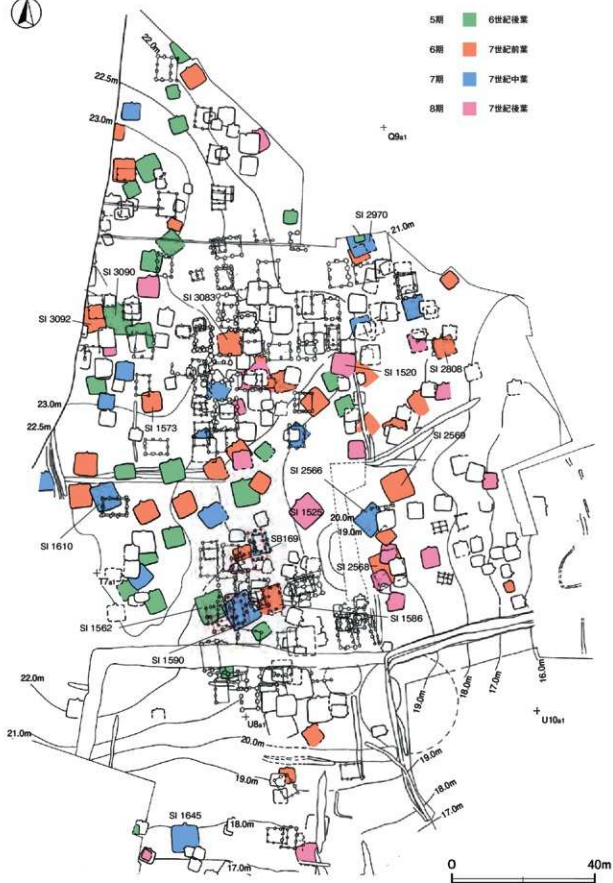 5期 6世紀後葉
6期 7世紀前葉
7期 7世紀中葉
8期 7世紀後葉
22.0m
22.5m
23.0m
Q9a1
SI 2970
21.0m
SI 3090
SI 3083
SI 3092
SI 1520
SI 2808
23.0m
22.5m
SI 1573
SI 2569
SI 2566
SI 1525
20.0m
19.0m
SB169
SI 1610
SI 2568
T7a1
SI 1562
SI 1586
SI 1590
22.0m
19.0m
18.0m
17.0m
16.0m
U8a1
U10a1
21.0m
20.0m
19.0m
19.0m
18.0m
17.0m
SI 1645
18.0m
17.0m
0 40m